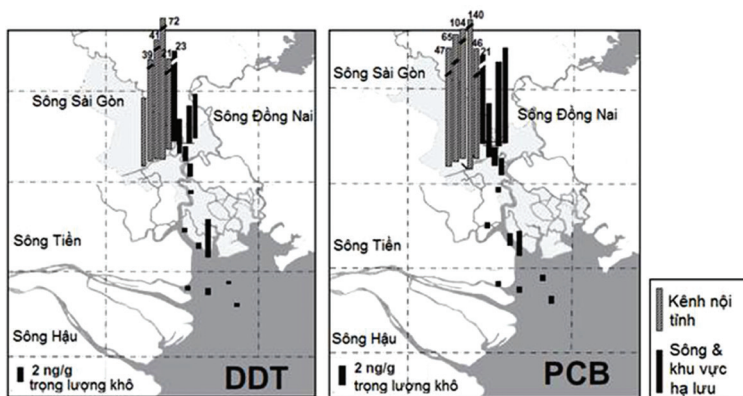 72
41
39
21
23
Sông Sài Gòn
Sông Đồng Nai
Sông Tiền
Sông Hậu
2 ng/g
trọng lượng khô
DDT
140
104
65
47
46
21
Sông Sài Gòn
Sông Đồng Nai
Sông Tiền
Sông Hậu
2 ng/g
trọng lượng khô
PCB
Kênh nội
tỉnh
Sông &
khu vực
hạ lưu